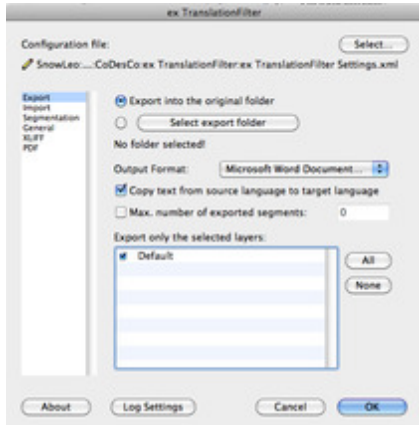 ex TranslationFilter
Configuration file:
Select...
SnowLeo:...:CoDesCo:ex TranslationFilter:ex TranslationFilter Settings.xml
Export
Import
Segmentation
General
XLIFF
PDF
Export into the original folder
Select export folder
No folder selected!
Output Format: Microsoft Word Document...
Copy text from source language to target language
Max. number of exported segments: 0
Export only the selected layers:
Default
All
None
About Log Settings Cancel OK